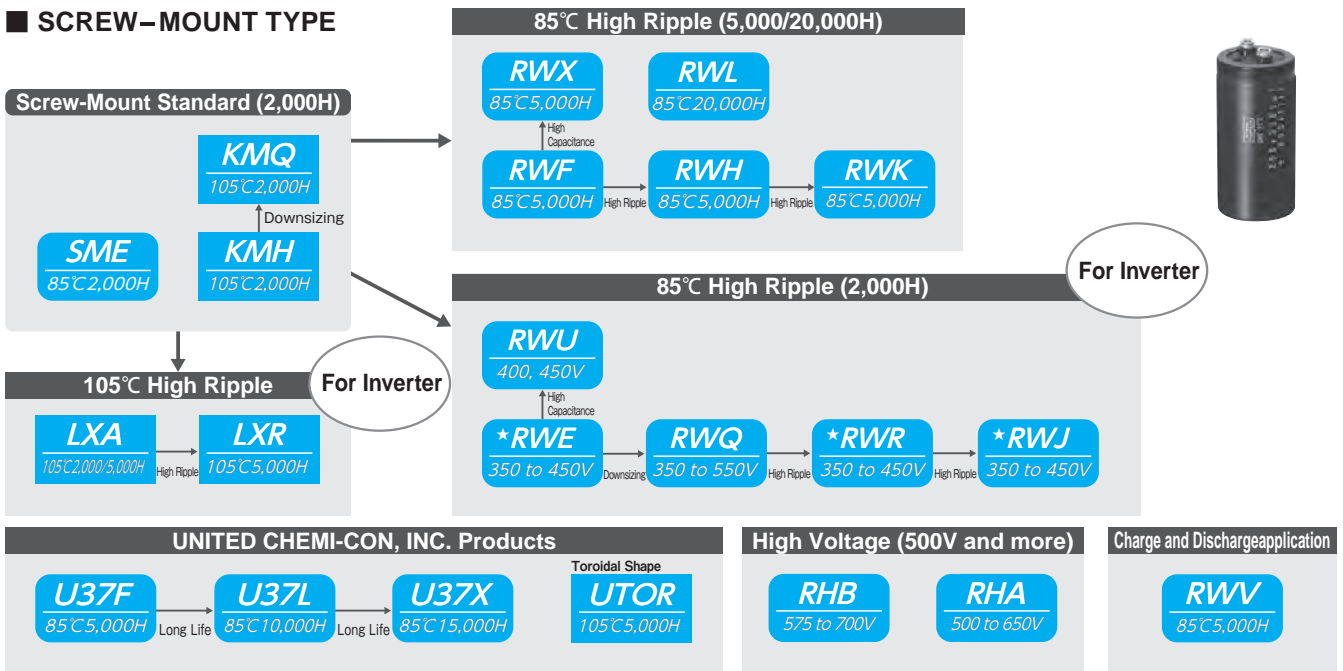 ■ SCREW–MOUNT TYPE
Screw-Mount Standard (2,000H)
KMQ
105℃2,000H
Downsizing
SME
85℃2,000H
KMH
105℃2,000H
85℃ High Ripple (5,000/20,000H)
RWX
85℃5,000H
RWL
85℃20,000H
High
Capacitance
RWF
85℃5,000H
High Ripple
RWH
85℃5,000H
High Ripple
RWK
85℃5,000H
For Inverter
105℃ High Ripple
For Inverter
LXA
105℃2,000/5,000H
High Ripple
LXR
105℃5,000H
85℃ High Ripple (2,000H)
RWU
400, 450V
High
Capacitance
★RWE
350 to 450V
Downsizing
RWQ
350 to 550V
High Ripple
★RWR
350 to 450V
High Ripple
★RWJ
350 to 450V
UNITED CHEMI-CON, INC. Products
U37F
85℃5,000H
Long Life
U37L
85℃10,000H
Long Life
U37X
85℃15,000H
Toroidal Shape
UTOR
105℃5,000H
High Voltage (500V and more)
RHB
575 to 700V
RHA
500 to 650V
Charge and Dischargeapplication
RWV
85℃5,000H